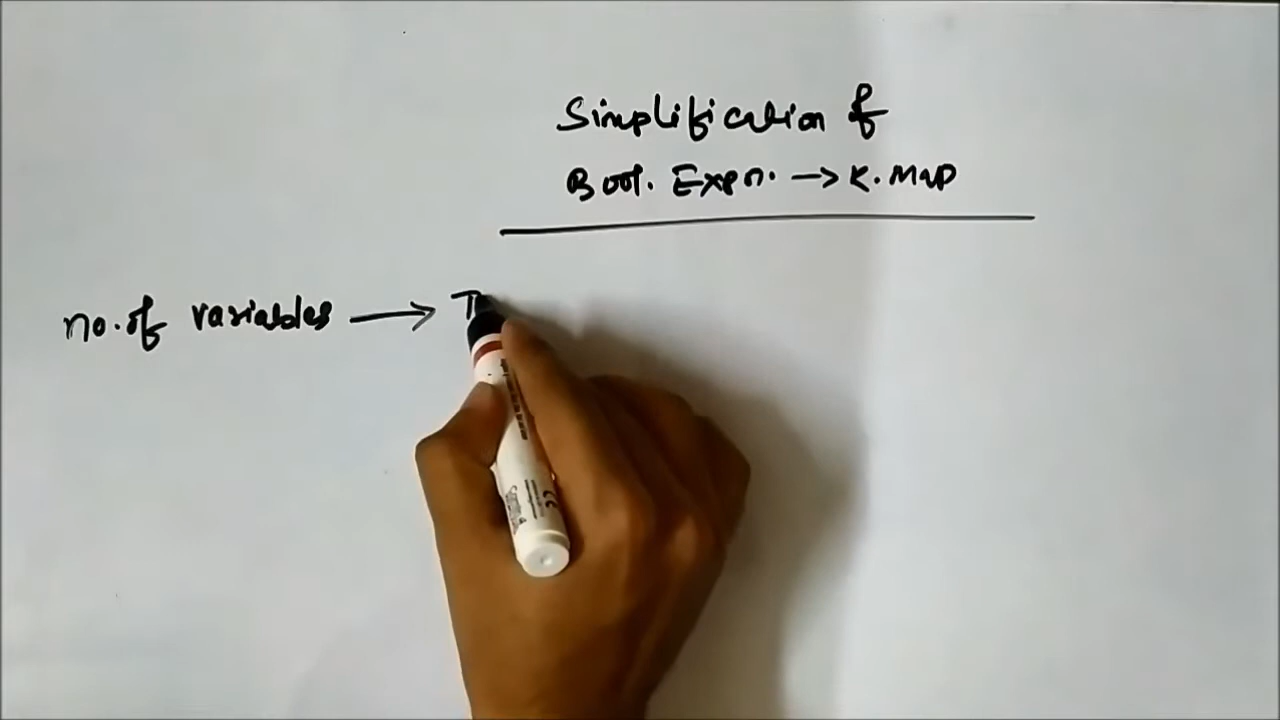 Simplification of
Bool. Expn. → K. Map
no. of variables → T